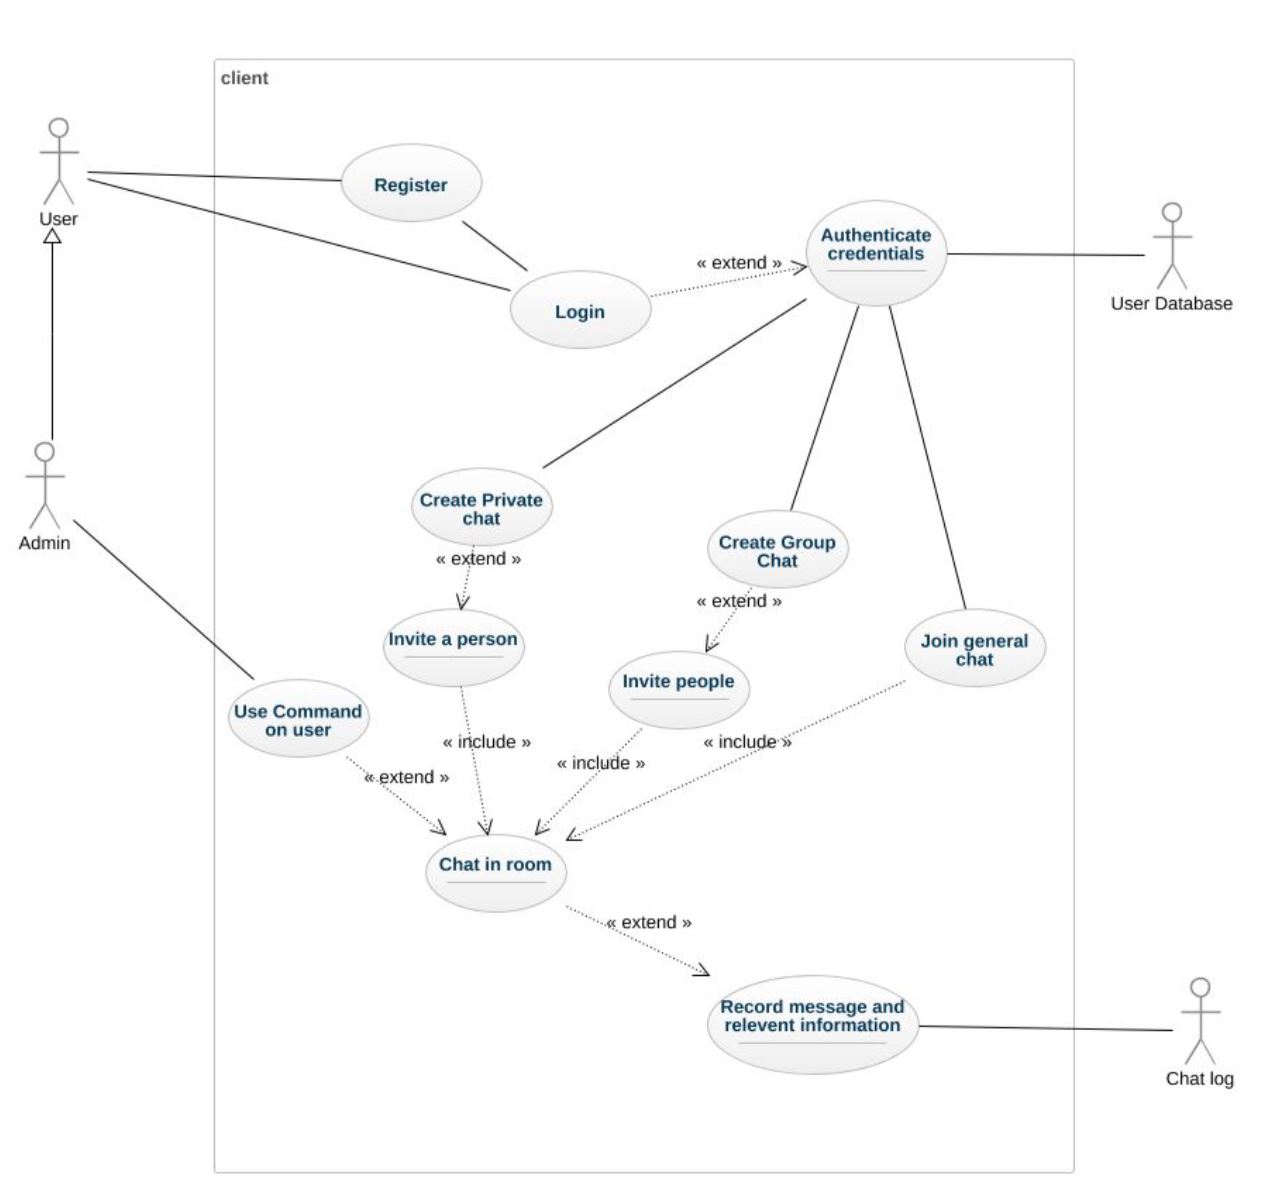 client
User
Register
Authenticate
credentials
« extend »
Login
User Database
Admin
Create Private
chat
« extend »
Create Group
Chat
« extend »
Invite a person
Invite people
Join general
chat
Use Command
on user
« include »
« include »
« include »
« extend »
Chat in room
« extend »
Record message and
relevent information
Chat log